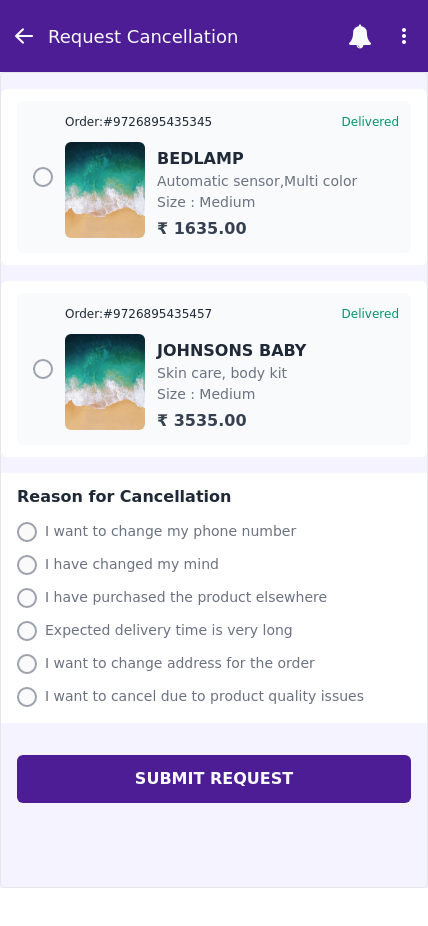 Request Cancellation
Order:#9726895435345
Delivered
BEDLAMP
Automatic sensor,Multi color
Size : Medium
₹ 1635.00
Order:#9726895435457
Delivered
JOHNSONS BABY
Skin care, body kit
Size : Medium
₹ 3535.00
Reason for Cancellation
I want to change my phone number
I have changed my mind
I have purchased the product elsewhere
Expected delivery time is very long
I want to change address for the order
I want to cancel due to product quality issues
SUBMIT REQUEST